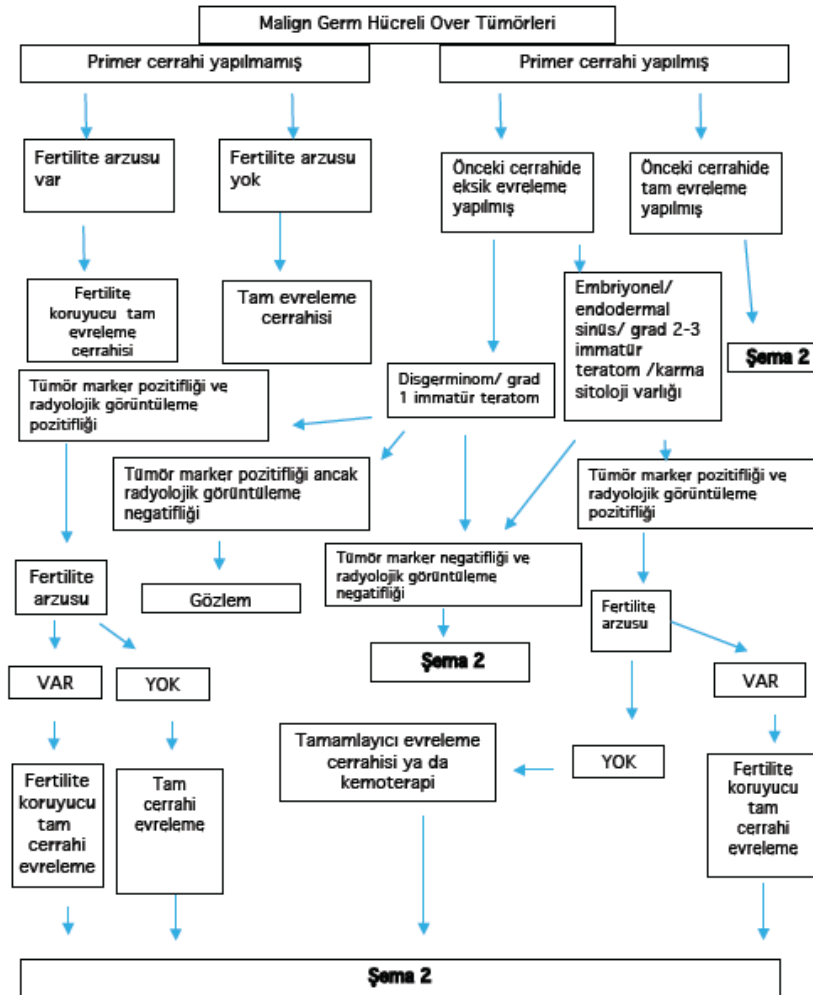 Malign Germ Hücreli Over Tümörleri
Primer cerrahi yapılmamış
Primer cerrahi yapılmış
Fertilite arzusu
var
Fertilite arzusu
yok
Önceki cerrahide
eksik evreleme
yapılmış
Önceki cerrahide
tam evreleme
yapılmış
Fertilite
koruyucu tam
evreleme
cerrahisi
Tam evreleme
cerrahisi
Embriyonel/
endodermal
sinüs/ grad 2-3
immatür
teratom /karma
sitoloji varlığı
Şema 2
Disgerminom/ grad
1 immatür teratom
Tümör marker pozitifliği ve
radyolojik görüntüleme
pozitifliği
Tümör marker pozitifliği ancak
radyolojik görüntüleme
negatifliği
Tümör marker pozitifliği ve
radyolojik görüntüleme
pozitifliği
Tümör marker negatifliği ve
radyolojik görüntüleme
negatifliği
Fertilite
arzusu
Gözlem
Fertilite
arzusu
Şema 2
VAR
YOK
VAR
Tamamlayıcı evreleme
cerrahisi ya da
kemoterapi
YOK
Fertilite
koruyucu
tam
cerrahi
evreleme
Tam
cerrahi
evreleme
Fertilite
koruyucu
tam
cerrahi
evreleme
Şema 2